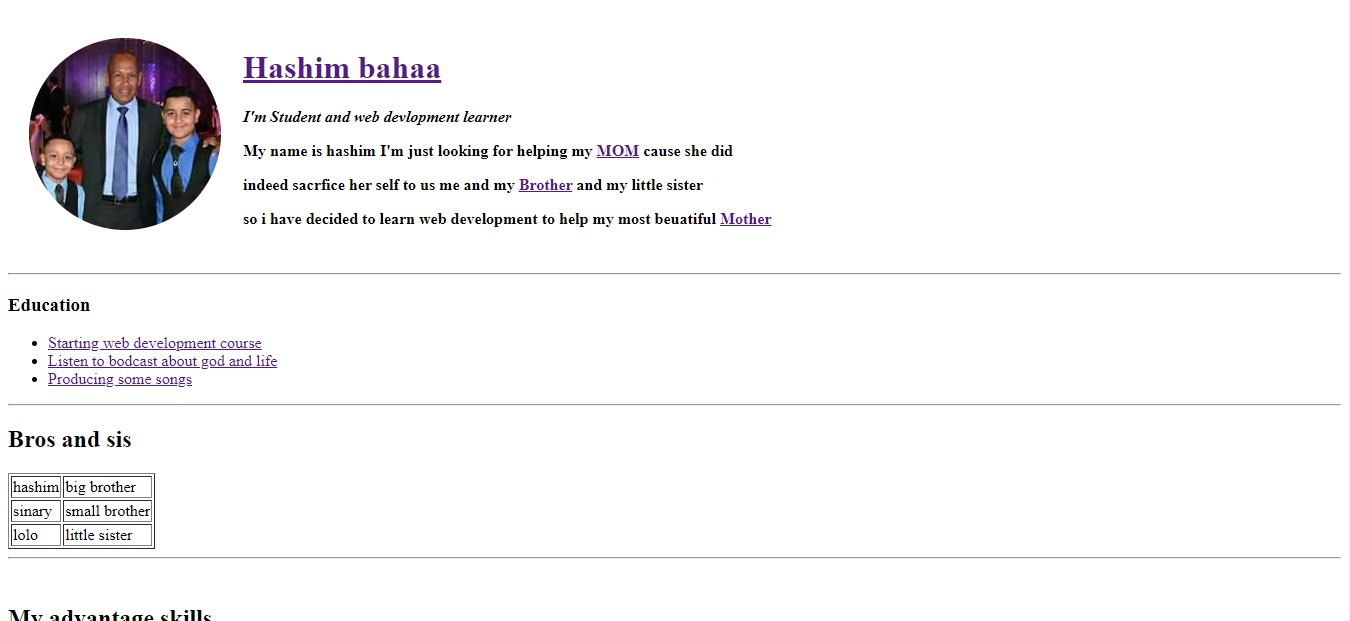 Hashim bahaa
I'm Student and web devlopment learner
My name is hashim I'm just looking for helping my MOM cause she did
indeed sacrfice her self to us me and my Brother and my little sister
so i have decided to learn web development to help my most beuatiful Mother
Education
Starting web development course
Listen to bodcast about god and life
Producing some songs
Bros and sis
hashim big brother
sinary small brother
lolo little sister
My advantage skills